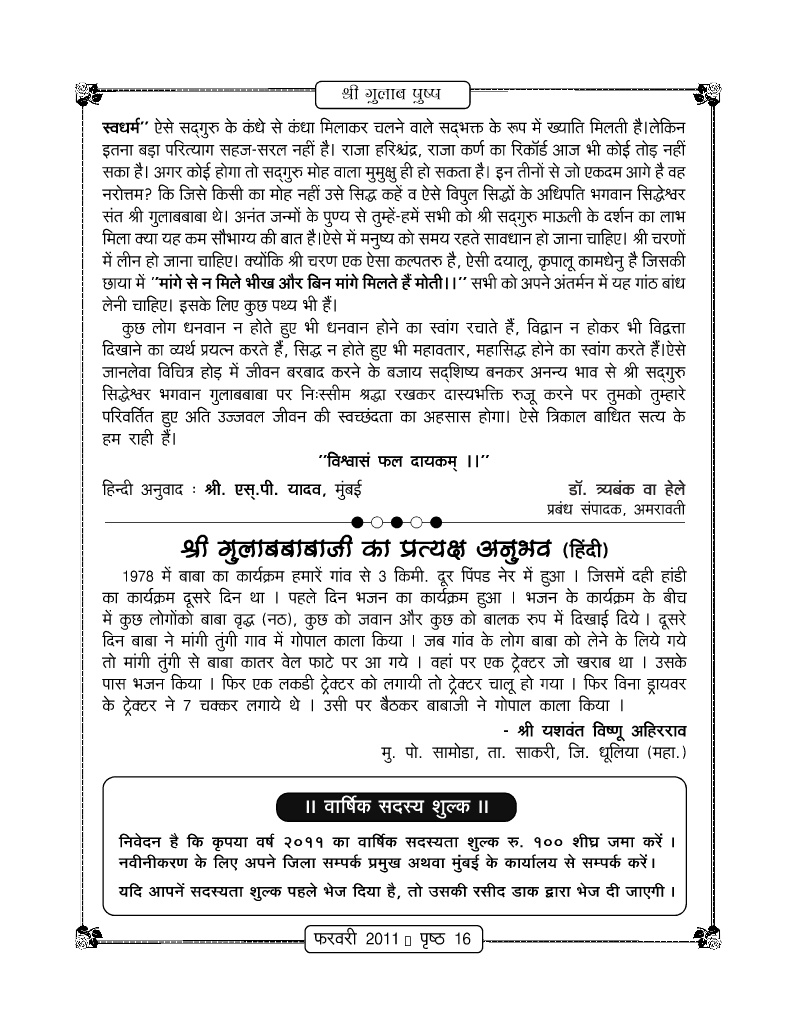 श्री गुलाब पुष्प
स्वधर्म'' ऐसे सद्‌गुरु के कंधे से कंधा मिलाकर चलने वाले सद्‌भक्त के रूप में ख्याति मिलती है।लेकिन
इतना बड़ा परित्याग सहज-सरल नहीं है। राजा हरिश्चंद्र, राजा कर्ण का रिकॉर्ड आज भी कोई तोड़ नहीं
सका है। अगर कोई होगा तो सद्‌गुरु मोह वाला मुमुक्षु ही हो सकता है। इन तीनों से जो एकदम आगे है वह
नरोत्तम? कि जिसे किसी का मोह नहीं उसे सिद्ध कहें व ऐसे विपुल सिद्धों के अधिपति भगवान सिद्धेश्वर
संत श्री गुलाबबाबा थे। अनंत जन्मों के पुण्य से तुम्हें-हमें सभी को श्री सद्‌गुरु माऊली के दर्शन का लाभ
मिला क्या यह कम सौभाग्य की बात है।ऐसे में मनुष्य को समय रहते सावधान हो जाना चाहिए। श्री चरणों
में लीन हो जाना चाहिए। क्योंकि श्री चरण एक ऐसा कल्पतरु है, ऐसी दयालू, कृपालू कामधेनु है जिसकी
छाया में ''मांगे से न मिले भीख और बिन मांगे मिलते हैं मोती।।'' सभी को अपने अंतर्मन में यह गांठ बांध
लेनी चाहिए। इसके लिए कुछ पथ्य भी हैं।
कुछ लोग धनवान न होते हुए भी धनवान होने का स्वांग रचाते हैं, विद्वान न होकर भी विद्वत्ता
दिखाने का व्यर्थ प्रयत्न करते हैं, सिद्ध न होते हुए भी महावतार, महासिद्ध होने का स्वांग करते हैं।ऐसे
जानलेवा विचित्र होड़ में जीवन बरबाद करने के बजाय सद्‌शिष्य बनकर अनन्य भाव से श्री सद्‌गुरु
सिद्धेश्वर भगवान गुलाबबाबा पर निःस्सीम श्रद्धा रखकर दास्यभक्ति रुजू करने पर तुमको तुम्हारे
परिवर्तित हुए अति उज्जवल जीवन की स्वच्छंदता का अहसास होगा। ऐसे त्रिकाल बाधित सत्य के
हम राही हैं।
''विश्वासं फल दायकम् ।।''
हिन्दी अनुवाद : श्री. एस्.पी. यादव, मुंबई
डॉ. त्र्यबंक वा हेले
प्रबंध संपादक, अमरावती
श्री गुलाबबाबाजी का प्रत्यक्ष अनुभव (हिंदी)
1978 में बाबा का कार्यक्रम हमारें गांव से 3 किमी. दूर पिंपड नेर में हुआ । जिसमें दही हांडी
का कार्यक्रम दूसरे दिन था । पहले दिन भजन का कार्यक्रम हुआ । भजन के कार्यक्रम के बीच
में कुछ लोगोंको बाबा वृद्ध (नठ), कुछ को जवान और कुछ को बालक रुप में दिखाई दिये । दूसरे
दिन बाबा ने मांगी तुंगी गाव में गोपाल काला किया । जब गांव के लोग बाबा को लेने के लिये गये
तो मांगी तुंगी से बाबा कातर वेल फाटे पर आ गये । वहां पर एक ट्रेक्टर जो खराब था । उसके
पास भजन किया । फिर एक लकडी ट्रेक्टर को लगायी तो ट्रेक्टर चालू हो गया । फिर विना ड्रायवर
के ट्रेक्टर ने 7 चक्कर लगाये थे । उसी पर बैठकर बाबाजी ने गोपाल काला किया ।
- श्री यशवंत विष्णू अहिरराव
मु. पो. सामोडा, ता. साकरी, जि. धूलिया (महा.)
॥ वार्षिक सदस्य शुल्क ॥
निवेदन है कि कृपया वर्ष २०११ का वार्षिक सदस्यता शुल्क रु. १०० शीघ्र जमा करें ।
नवीनीकरण के लिए अपने जिला सम्पर्क प्रमुख अथवा मुंबई के कार्यालय से सम्पर्क करें।
यदि आपनें सदस्यता शुल्क पहले भेज दिया है, तो उसकी रसीद डाक द्वारा भेज दी जाएगी ।
फरवरी 2011 पृष्ठ 16